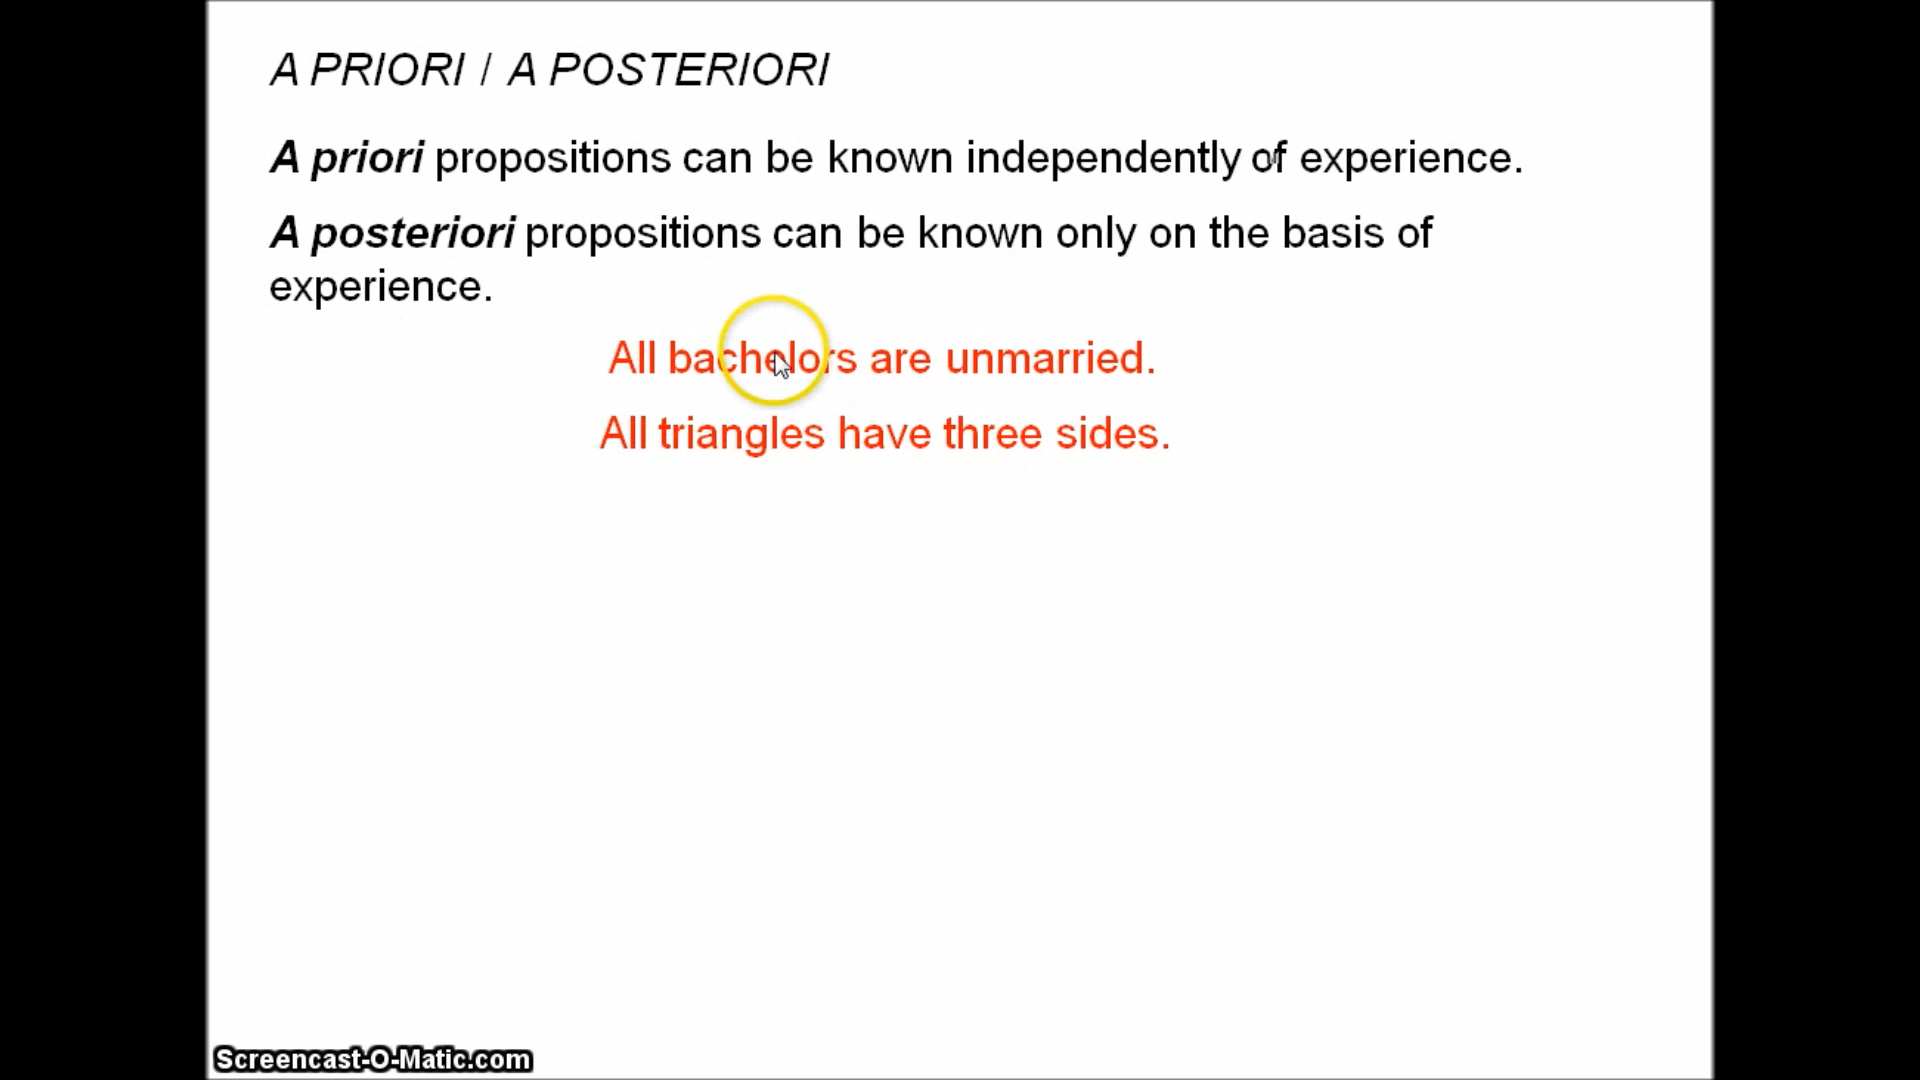 A PRIORI / A POSTERIORI
A priori propositions can be known independently of experience.
A posteriori propositions can be known only on the basis of
experience.
All bachelors are unmarried.
All triangles have three sides.
Screencast-O-Matic.com